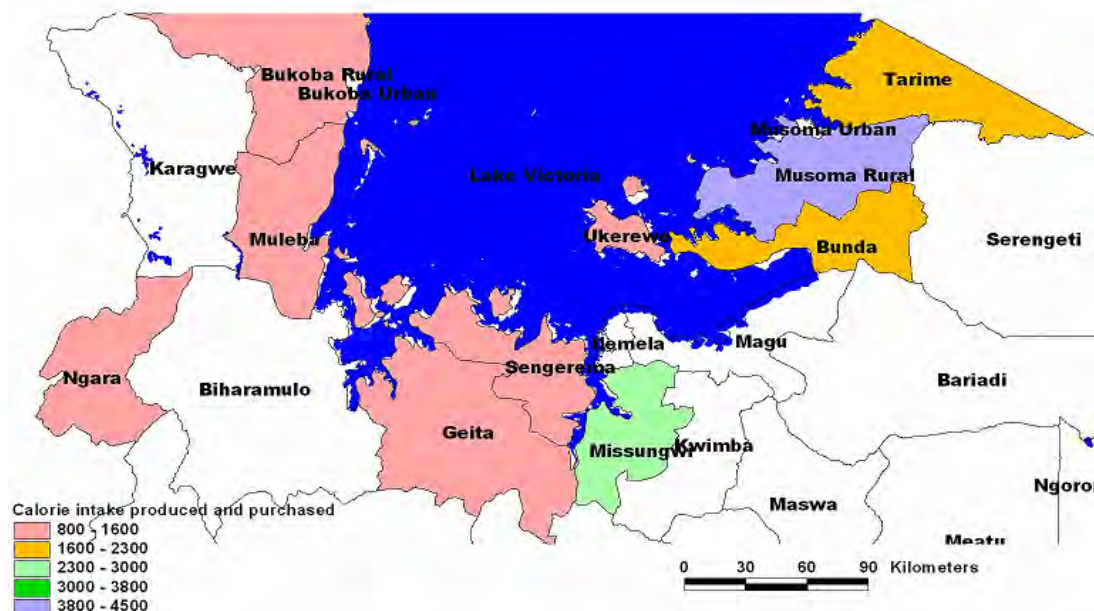 Tarime
Bukoba Rural
Bukoba Urban
Musoma Urban
Karagwe
Lake Victoria
Musoma Rural
Muleba
Ukerewe
Bunda
Serengeti
Ilemela
Magu
Ngara
Biharamulo
Sengerema
Bariadi
Geita
Missungwi
Kwimba
Ngoron
Maswa
Meatu
Calorie intake produced and purchased
800 - 1600
1600 - 2300
2300 - 3000
3000 - 3800
3800 - 4500
0 30 60 90 Kilometers